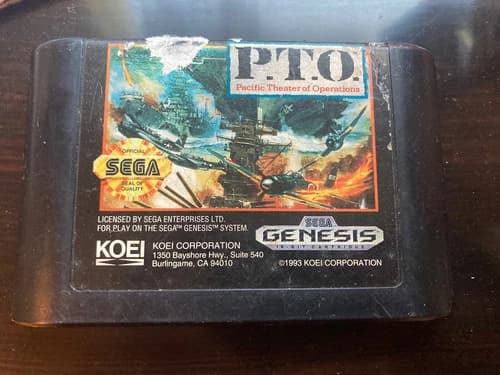 P.T.O.
Pacific Theater of Operations
OFFICIAL
SEGA
SEAL OF
QUALITY
LICENSED BY SEGA ENTERPRISES LTD.
FOR PLAY ON THE SEGA™ GENESIS™ SYSTEM.
KOEI
KOEI CORPORATION
1350 Bayshore Hwy., Suite 540
Burlingame, CA 94010
SEGA
GENESIS
16-BIT CARTRIDGE
©1993 KOEI CORPORATION